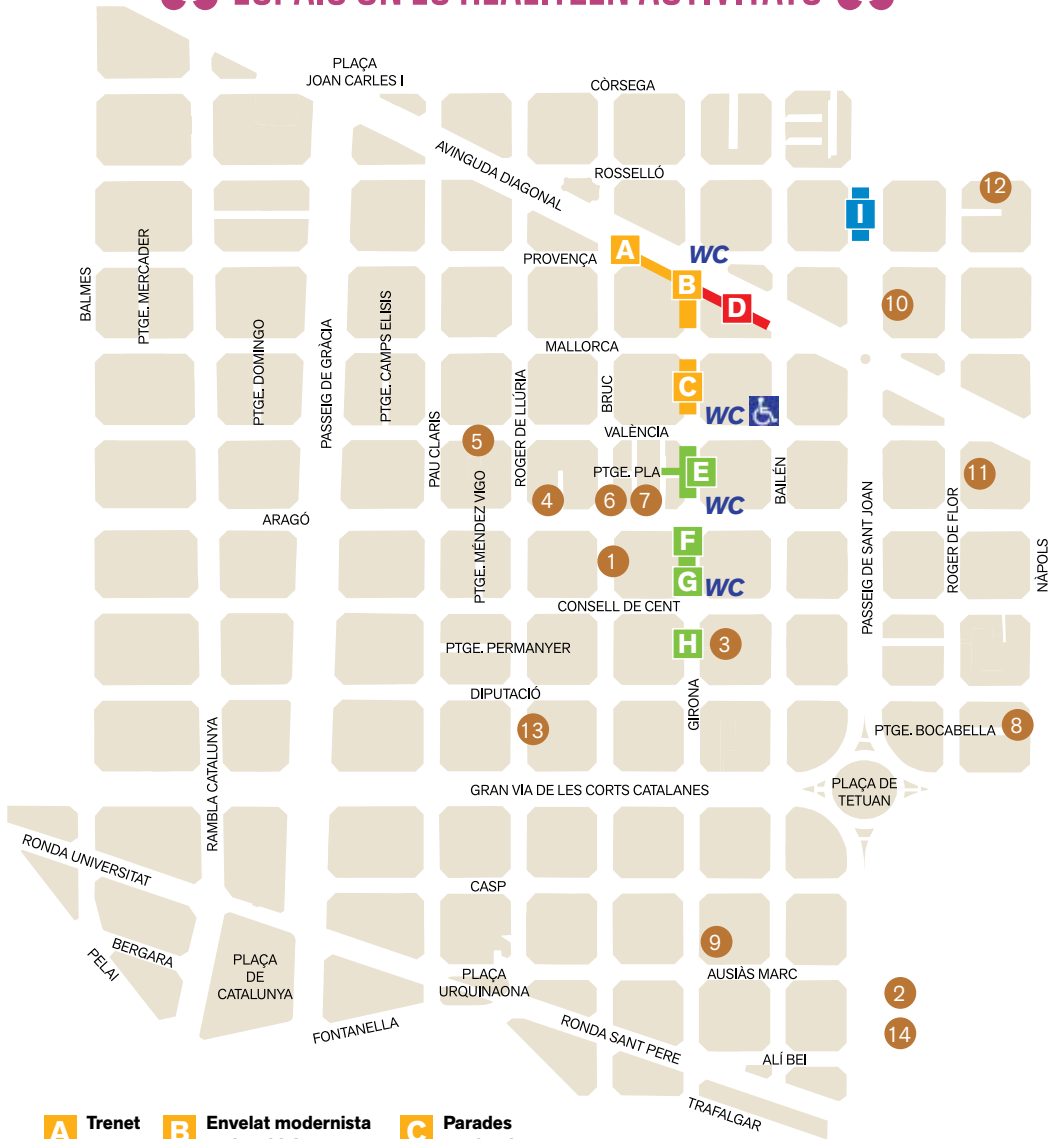 ESPAIS ON ES REALITZEN ACTIVITATS
PLAÇA
JOAN CARLES I
CÒRSEGA
AVINGUDA DIAGONAL
ROSSELLÓ
12
I
A
WC
PROVENÇA
B
D
10
BALMES
PTGE. MERCADER
PTGE. DOMINGO
PASSEIG DE GRÀCIA
PTGE. CAMPS ELISIS
MALLORCA
PAU CLARIS
ROGER DE LLÚRIA
BRUC
C
WC
VALÈNCIA
5
PTGE. PLA
E
BAILÉN
11
4
6
7
WC
ARAGÓ
PTGE. MÉNDEZ VIGO
PASSEIG DE SANT JOAN
ROGER DE FLOR
NÀPOLS
F
1
G
WC
CONSELL DE CENT
PTGE. PERMANYER
H
3
DIPUTACIÓ
GIRONA
13
PTGE. BOCABELLA
8
RAMBLA CATALUNYA
GRAN VIA DE LES CORTS CATALANES
PLAÇA DE
TETUAN
RONDA UNIVERSITAT
CASP
BERGARA
PELAI
PLAÇA
DE
CATALUNYA
9
AUSIÀS MARC
PLAÇA
URQUINAONA
2
FONTANELLA
RONDA SANT PERE
14
ALÍ BEI
TRAFALGAR
A Trenet B Envelat modernista C Parades